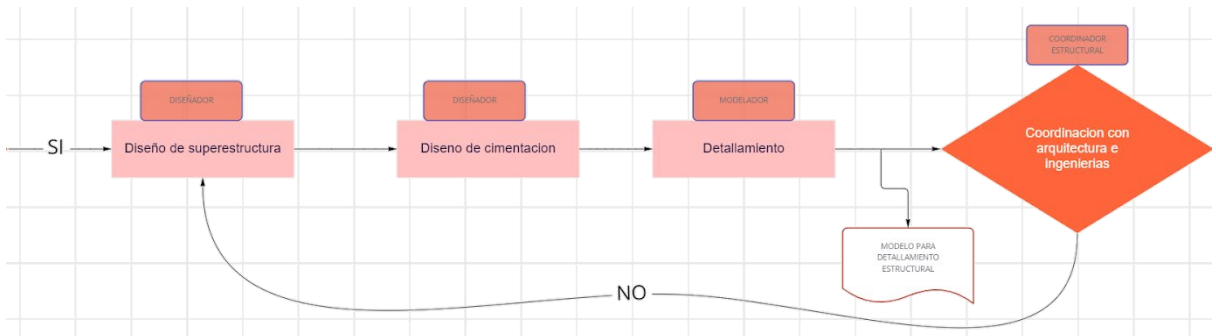 COORDINADOR
ESTRUCTURAL
DISEÑADOR
DISEÑADOR
MODELADOR
SI
Diseño de superestructura
Diseno de cimentacion
Detallamiento
Coordinacion con
arquitectura e
ingenierias
MODELO PARA
DETALLAMIENTO
ESTRUCTURAL
NO